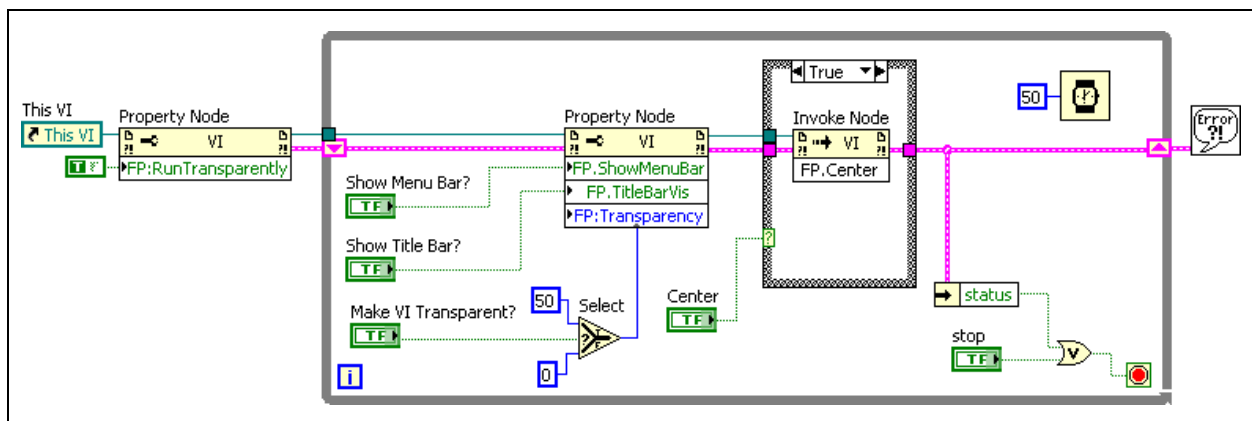 This VI
This VI
Property Node
?! VI ?!
T F
FP:RunTransparently
Show Menu Bar?
TF
Show Title Bar?
TF
Make VI Transparent?
TF
50
0
Select
? T F
i
Property Node
?! VI ?!
FP.ShowMenuBar
FP.TitleBarVis
FP:Transparency
Center
TF
True
?
Invoke Node
?! VI ?!
FP.Center
50
status
stop
TF
V
Error
?!